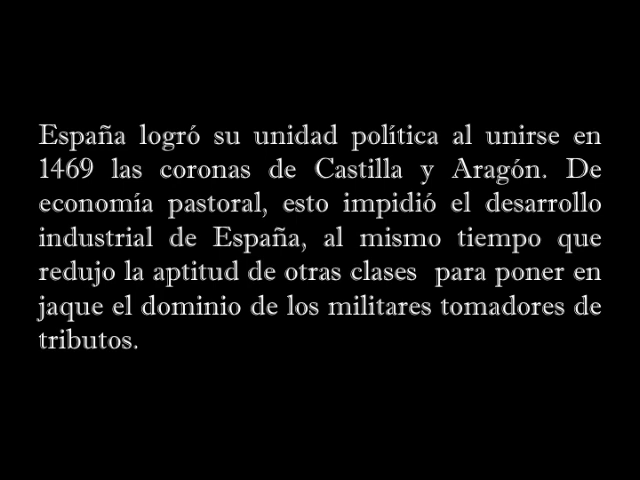 España logró su unidad política al unirse en
1469 las coronas de Castilla y Aragón. De
economía pastoral, esto impidió el desarrollo
industrial de España, al mismo tiempo que
redujo la aptitud de otras clases  para poner en
jaque el dominio de los militares tomadores de
tributos.